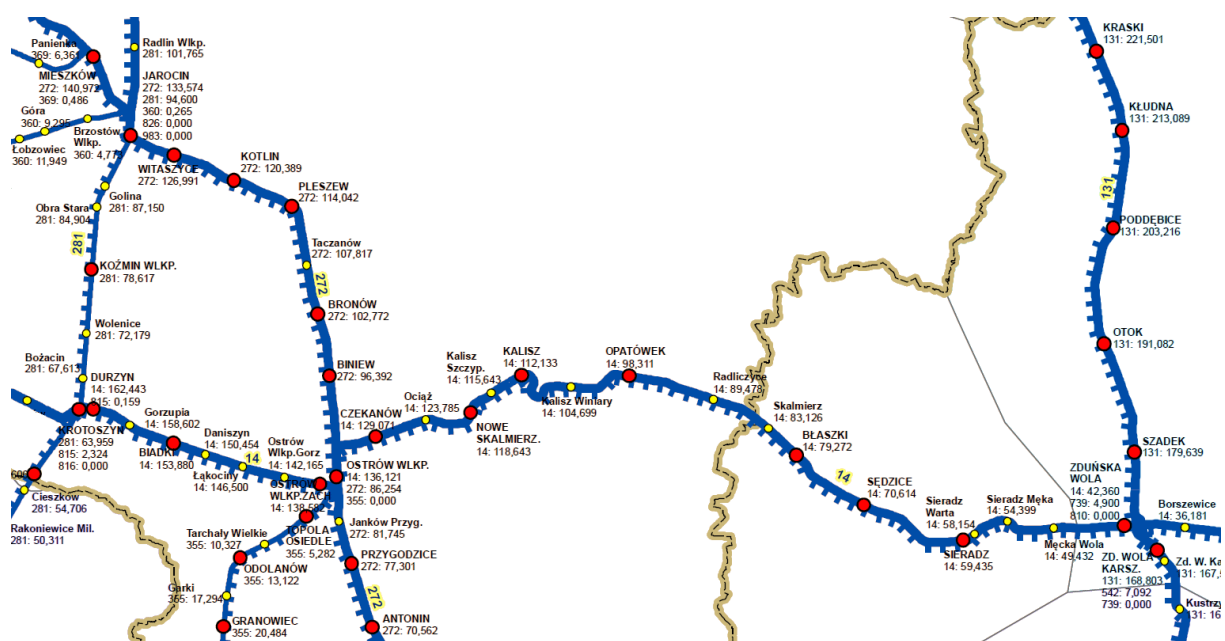 Panienka
369: 6,361
Radlin Wlkp.
281: 101,765
MIESZKÓW
272: 140,972
369: 0,486
JAROCIN
272: 133,574
281: 94,600
360: 0,265
826: 0,000
983: 0,000
Góra
360: 9,295
Łobzowiec
360: 11,949
Brzostów
Wlkp.
360: 4,773
WITASZYCE
272: 126,991
KOTLIN
272: 120,389
PLESZEW
272: 114,042
Golina
281: 87,150
Obra Stara
281: 84,904
281
KOŹMIN WLKP.
281: 78,617
Taczanów
272: 107,817
272
BRONÓW
272: 102,772
Wolenice
281: 72,179
BINIEW
272: 96,392
Bożacin
281: 67,613
DURZYN
14: 162,443
815: 0,159
Gorzupia
14: 158,602
KROTOSZYN
281: 63,959
815: 2,324
816: 0,000
BIADKI
14: 153,880
Daniszyn
14: 150,454
14
Łąkociny
14: 146,500
Ostrów
Wlkp.Gorz
14: 142,165
OSTRÓW
WLKP.ZACH
14: 138,582
OSTRÓW WLKP.
14: 136,121
272: 86,254
355: 0,004
CZEKANÓW
14: 129,071
Ociąż
14: 123,785
NOWE
SKALMIERZ.
14: 118,643
Kalisz
Szczyp.
14: 115,643
KALISZ
14: 112,133
Kalisz Winiary
14: 104,699
OPATÓWEK
14: 98,311
Radliczyce
14: 89,478
Skalmierz
14: 83,126
BŁASZKI
14: 79,272
14
SĘDZICE
14: 70,614
Sieradz
Warta
14: 58,154
SIERADZ
14: 59,435
Sieradz Męka
14: 54,399
Męcka Wola
14: 49,432
ZDUŃSKA
WOLA
14: 42,360
739: 4,900
810: 0,000
Borszewice
14: 36,181
ZD. WOLA
KARSZ.
131: 168,803
542: 7,092
739: 0,000
Zd. W. Ka
131: 167,
Kustrzy
131: 16
KRASKI
131: 221,501
KŁUDNA
131: 213,089
131
PODDĘBICE
131: 203,216
OTOK
131: 191,082
SZADEK
131: 179,639
Cieszków
281: 54,706
Rakoniewice Mil.
281: 50,311
TOPOLA
OSIEDLE
355: 5,282
Tarchały Wielkie
355: 10,327
ODOLANÓW
355: 13,122
Garki
355: 17,294
GRANOWIEC
355: 20,484
Janków Przyg.
272: 81,745
PRZYGODZICE
272: 77,301
272
ANTONIN
272: 70,562